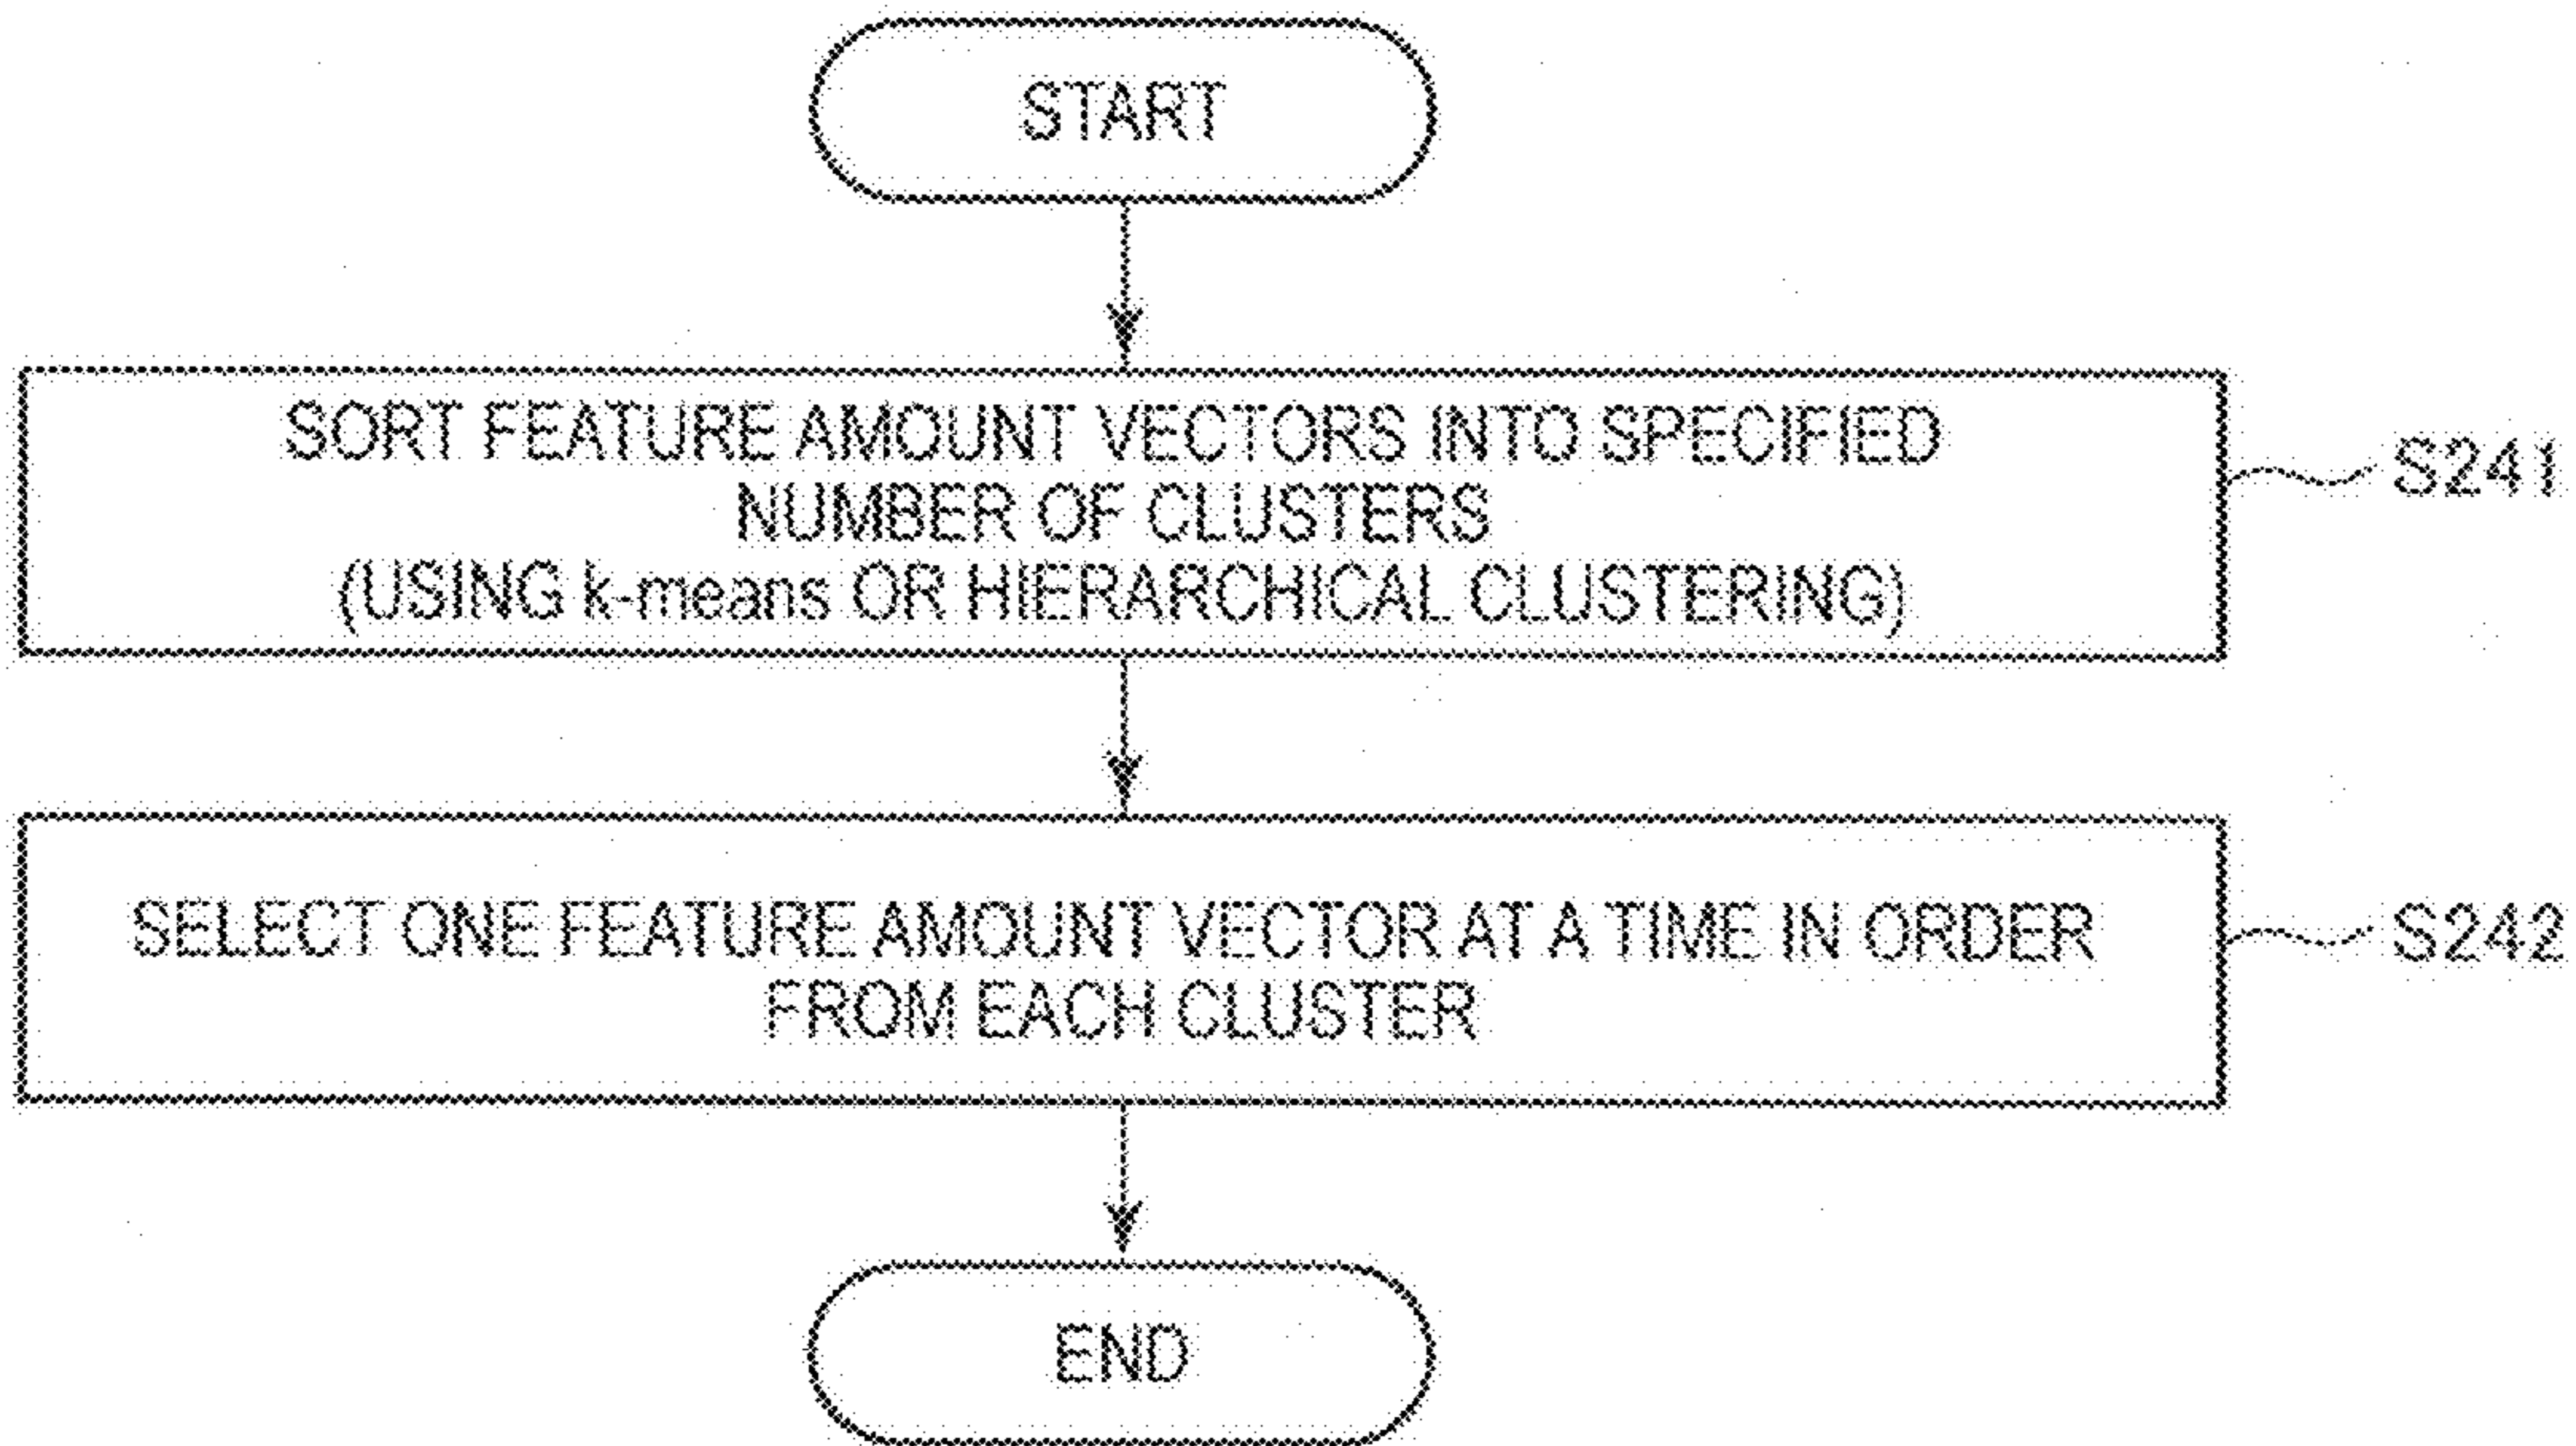 START
SORT FEATURE AMOUNT VECTORS INTO SPECIFIED
NUMBER OF CLUSTERS
(USING k-means OR HIERARCHICAL CLUSTERING)
S241
SELECT ONE FEATURE AMOUNT VECTOR AT A TIME IN ORDER
FROM EACH CLUSTER
S242
END